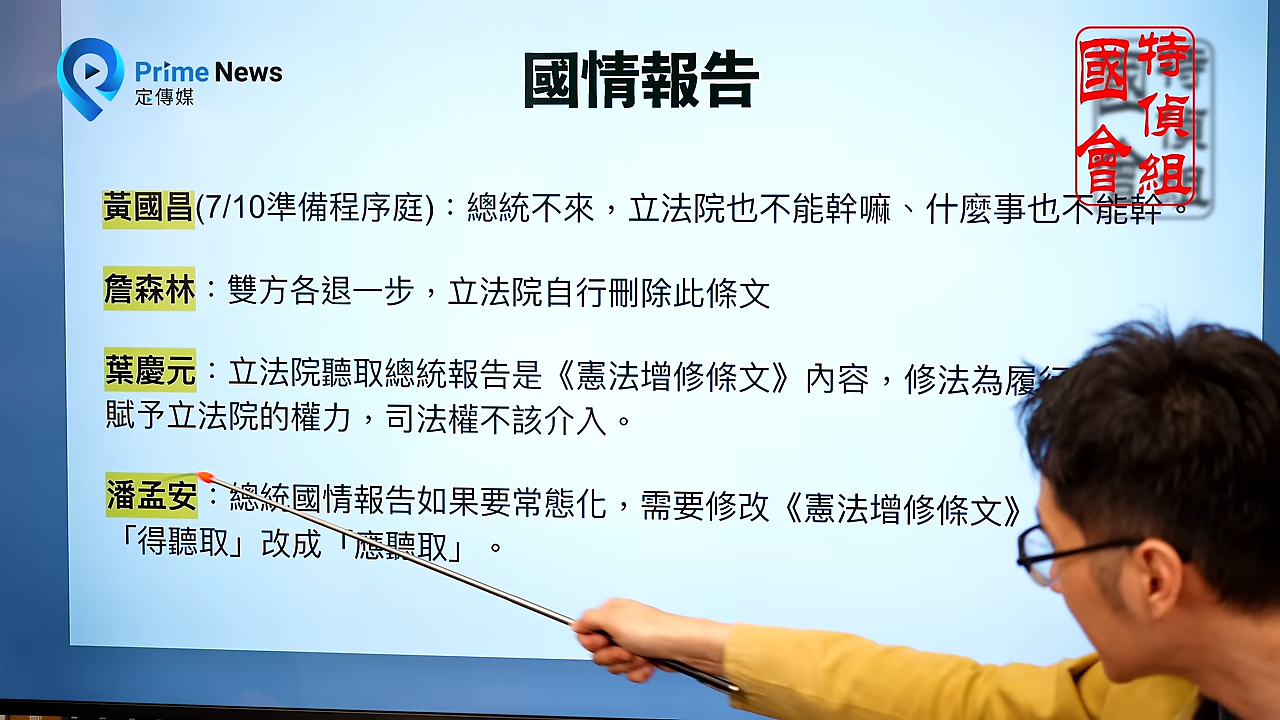 Prime News
定傳媒
國情報告
國會
特偵組
黃國昌(7/10準備程序庭)：總統不來，立法院也不能幹嘛、什麼事也不能幹。
詹森林：雙方各退一步，立法院自行刪除此條文
葉慶元：立法院聽取總統報告是《憲法增修條文》內容，修法為履行
賦予立法院的權力，司法權不該介入。
潘孟安：總統國情報告如果要常態化，需要修改《憲法增修條文》
「得聽取」改成「應聽取」。